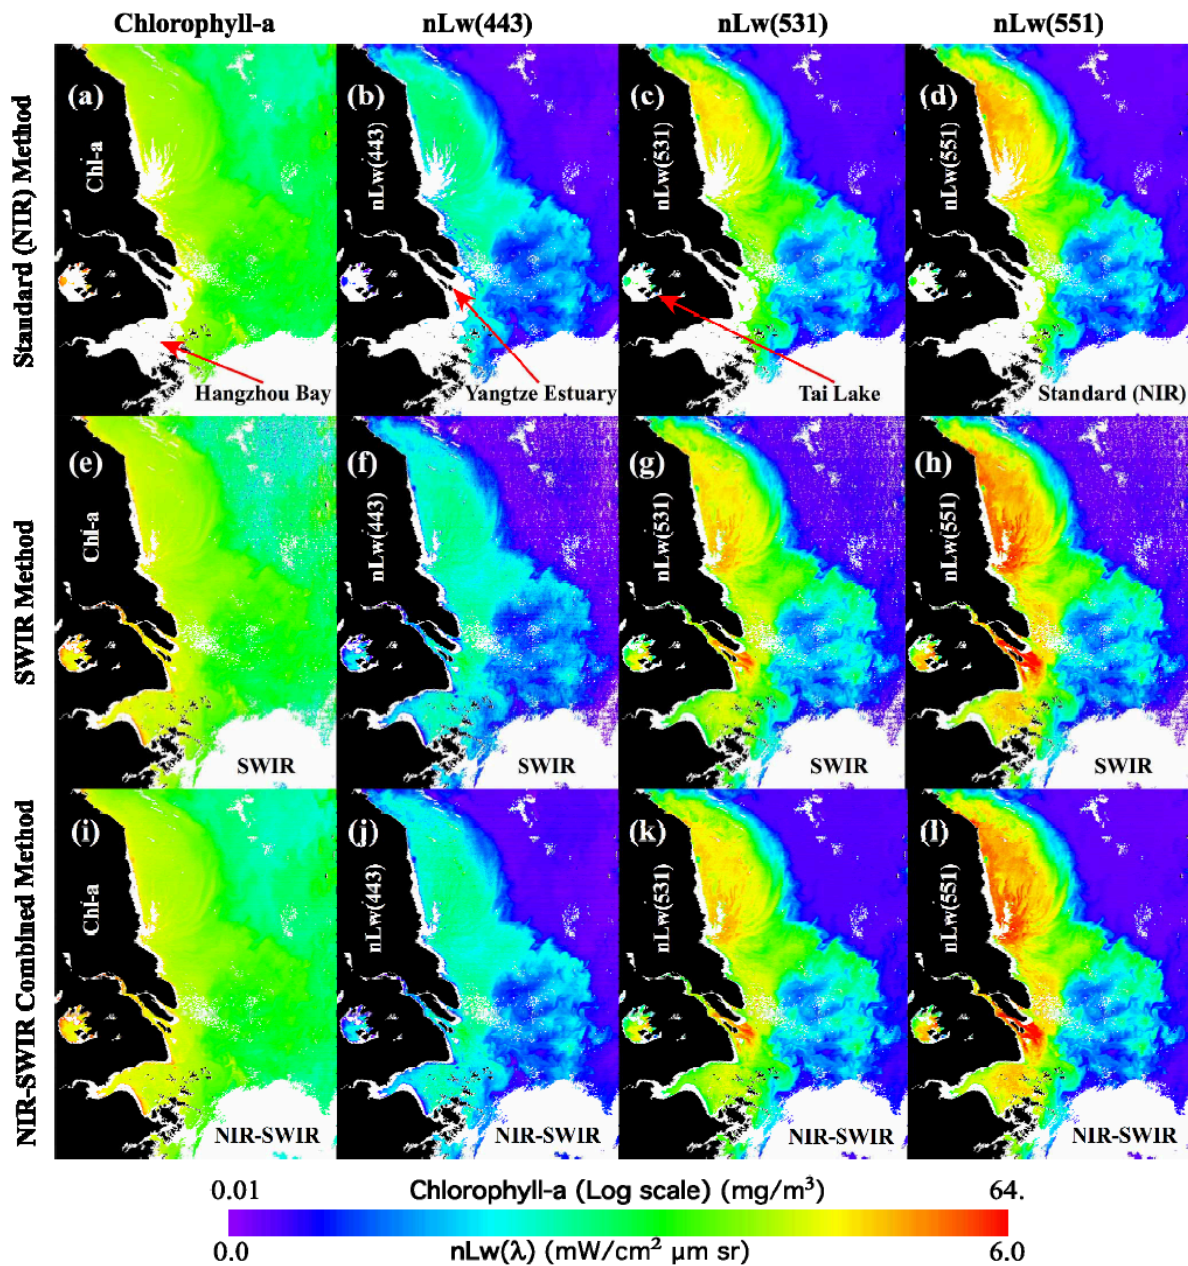 Chlorophyll-a
nLw(443)
nLw(531)
nLw(551)
Standard (NIR) Method
(a)
Chl-a
Hangzhou Bay
(b)
nLw(443)
Yangtze Estuary
(c)
nLw(531)
Tai Lake
(d)
nLw(551)
Standard (NIR)
SWIR Method
(e)
Chl-a
SWIR
(f)
nLw(443)
SWIR
(g)
nLw(531)
SWIR
(h)
nLw(551)
SWIR
NIR-SWIR Combined Method
(i)
Chl-a
NIR-SWIR
(j)
nLw(443)
NIR-SWIR
(k)
nLw(531)
NIR-SWIR
(l)
nLw(551)
NIR-SWIR
0.01 Chlorophyll-a (Log scale) (mg/m³) 64.
0.0 nLw(λ) (mW/cm² μm sr) 6.0